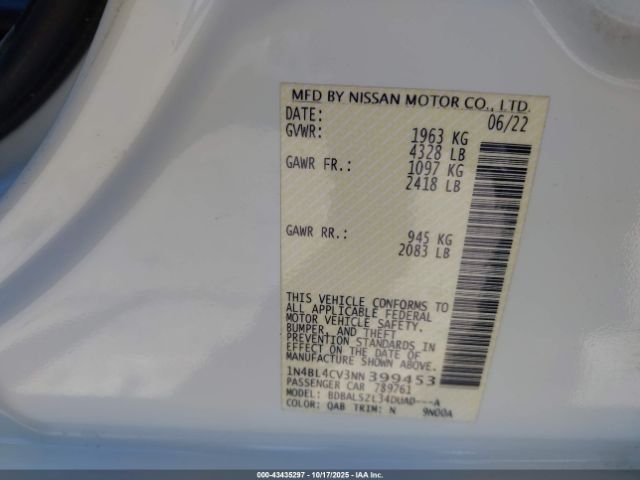 MFD BY NISSAN MOTOR CO., LTD.
DATE: 06/22
GVWR: 1963 KG
4328 LB
GAWR FR.: 1097 KG
2418 LB
GAWR RR.: 945 KG
2083 LB
THIS VEHICLE CONFORMS TO
ALL APPLICABLE FEDERAL
MOTOR VEHICLE SAFETY,
BUMPER, AND THEFT
PREVENTION STANDARDS IN
EFFECT ON THE DATE OF
MANUFACTURE SHOWN ABOVE.
1N4BL4CV3NN399453
PASSENGER CAR 789761
MODEL: BDBALSZL34DUAD---A
COLOR: QAB TRIM: N 9N00A
000-43435297 - 10/17/2025 - IAAI.COM